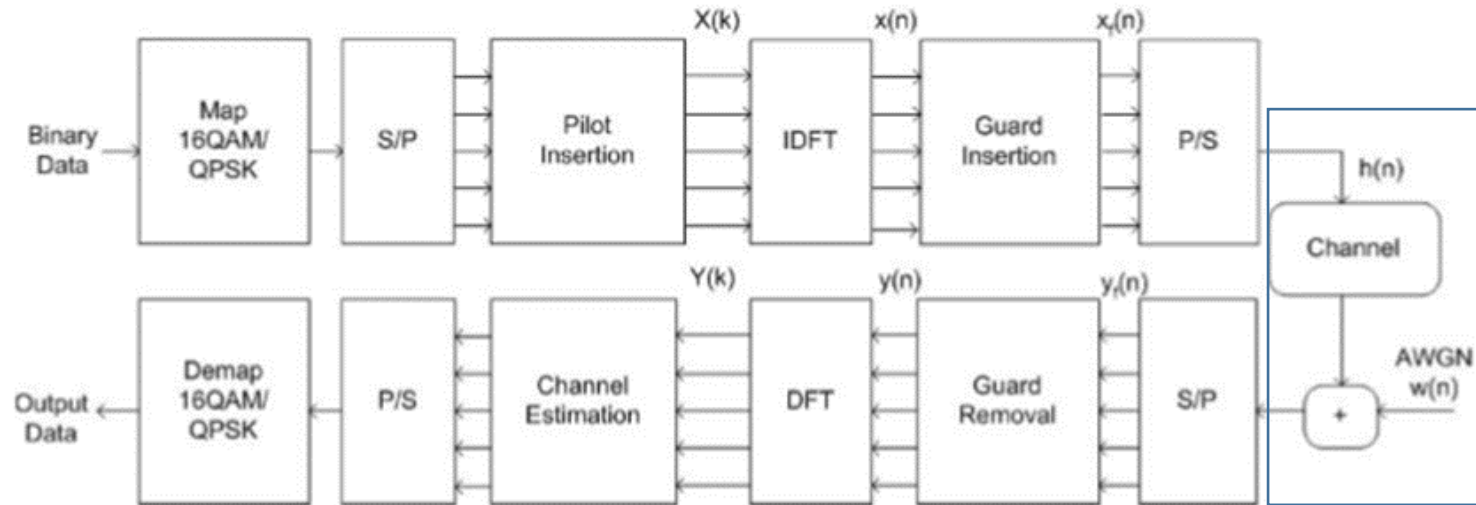 X(k)
x(n)
x_f(n)
Binary
Data
Map
16QAM/
QPSK
S/P
Pilot
Insertion
IDFT
Guard
Insertion
P/S
h(n)
Channel
AWGN
w(n)
+
Y(k)
y(n)
y_f(n)
Output
Data
Demap
16QAM/
QPSK
P/S
Channel
Estimation
DFT
Guard
Removal
S/P